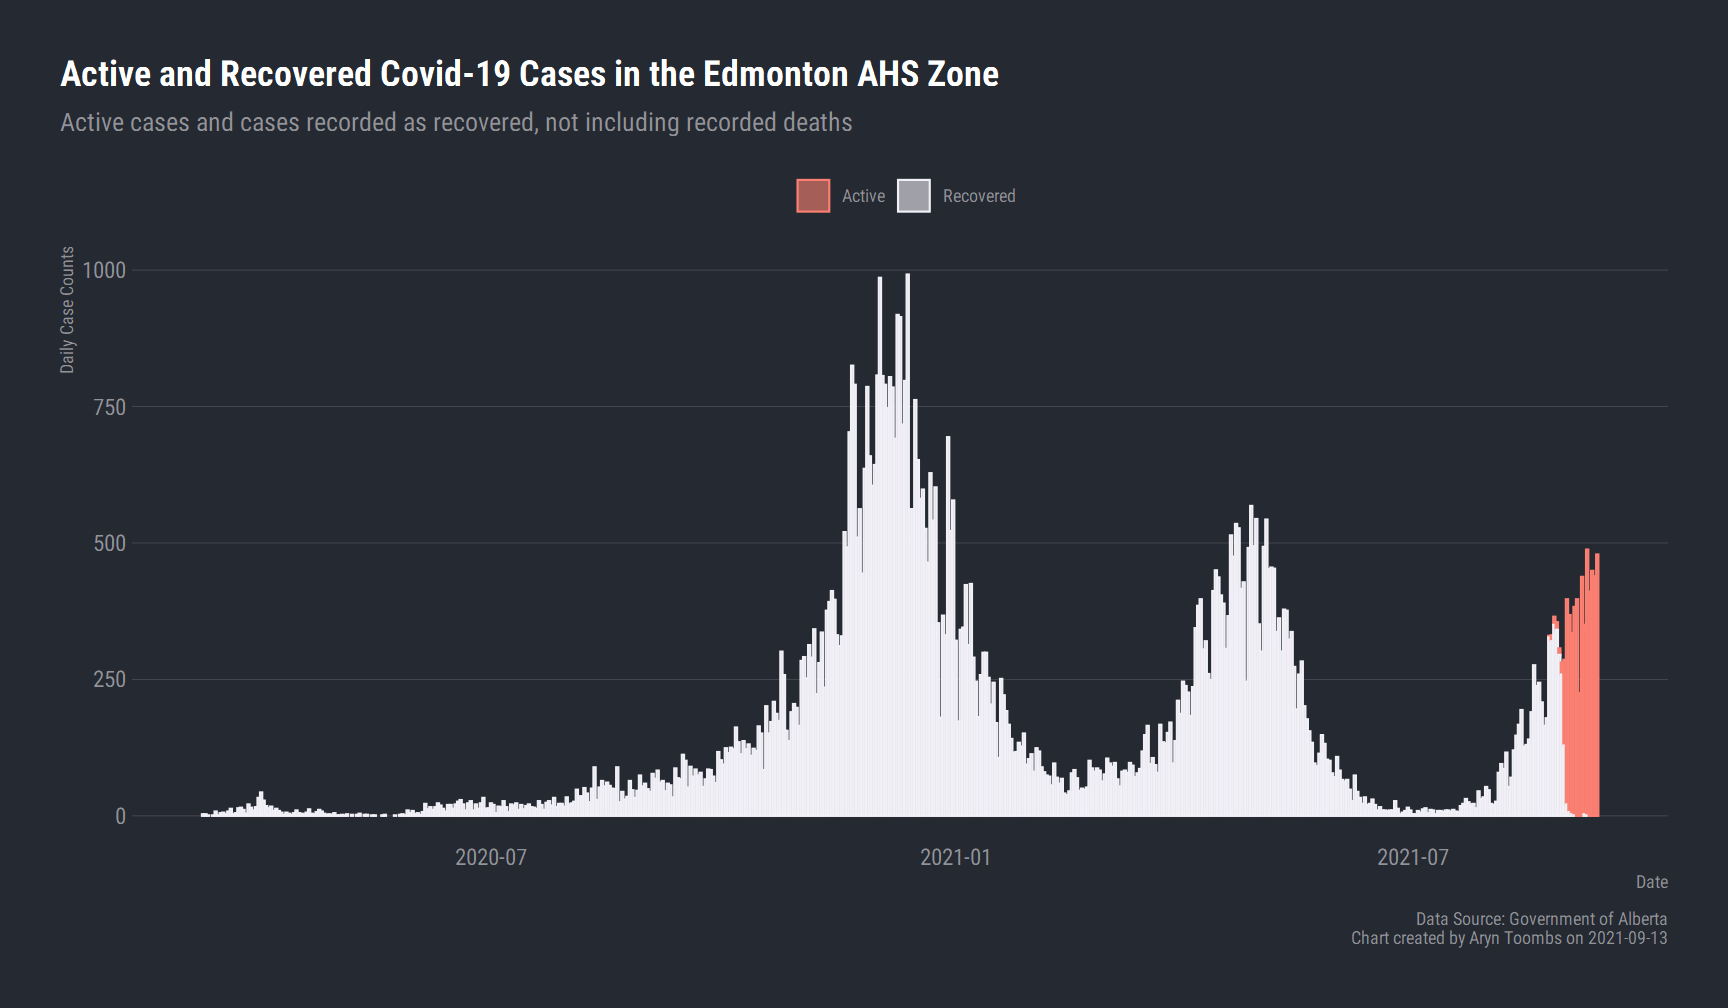 Active and Recovered Covid-19 Cases in the Edmonton AHS Zone
Active cases and cases recorded as recovered, not including recorded deaths
Active
Recovered
Daily Case Counts
1000
750
500
250
0
2020-07
2021-01
2021-07
Date
Data Source: Government of Alberta
Chart created by Aryn Toombs on 2021-09-13